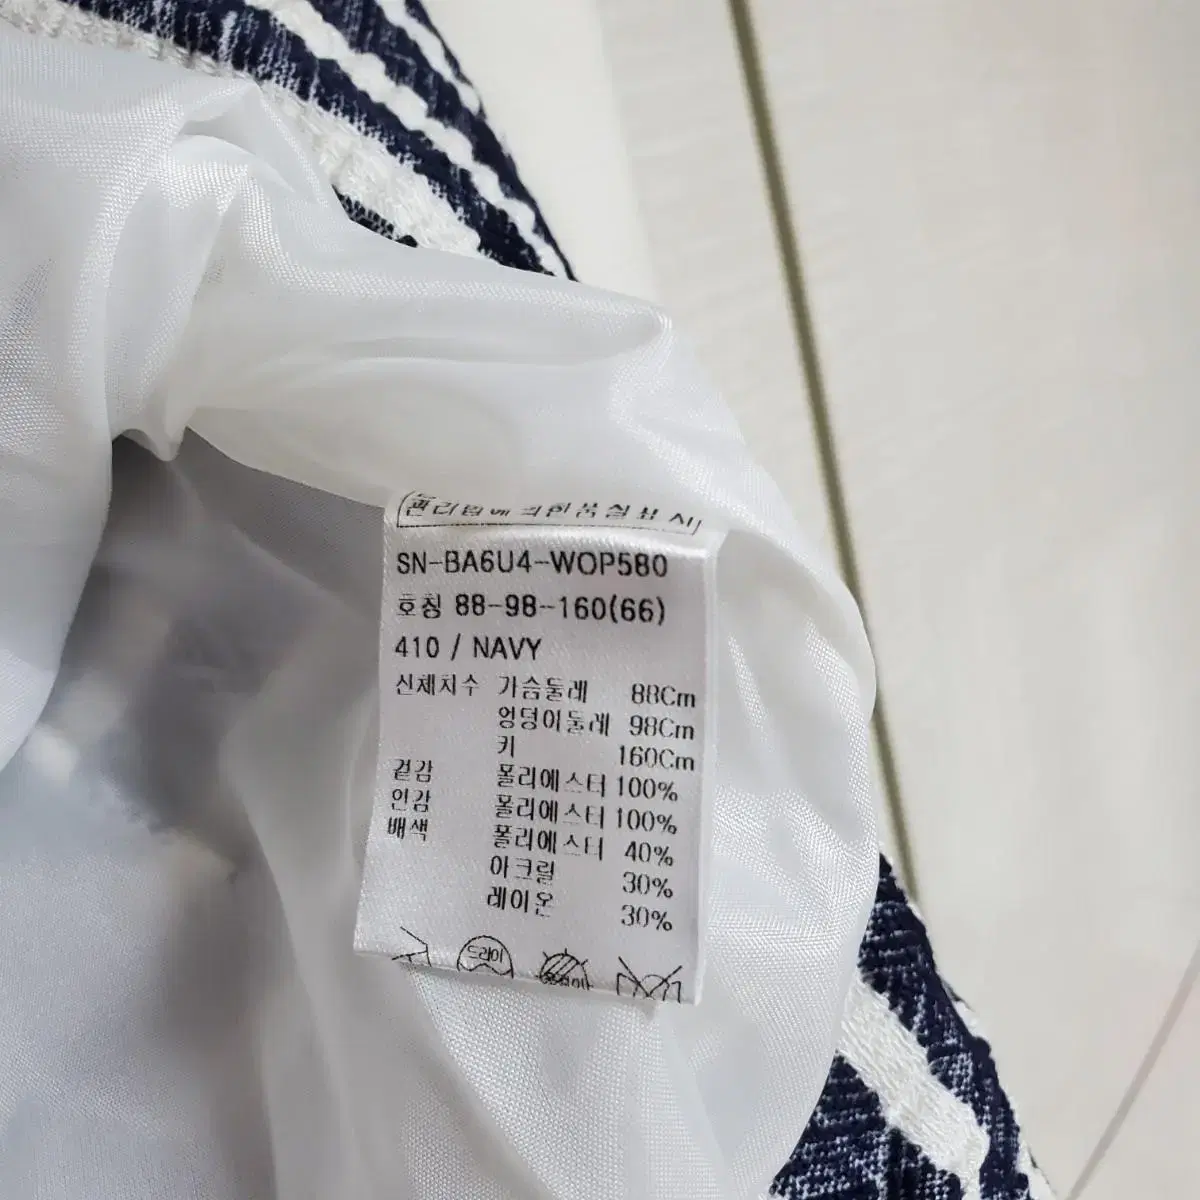 SN-BA6U4-WOP580
호칭 88-98-160(66)
410 / NAVY
신체치수 가슴둘레 88Cm
엉덩이둘레 98Cm
키 160Cm
겉감 폴리에스터 100%
안감 폴리에스터 100%
배색 폴리에스터 40%
아크릴 30%
레이온 30%
드라이